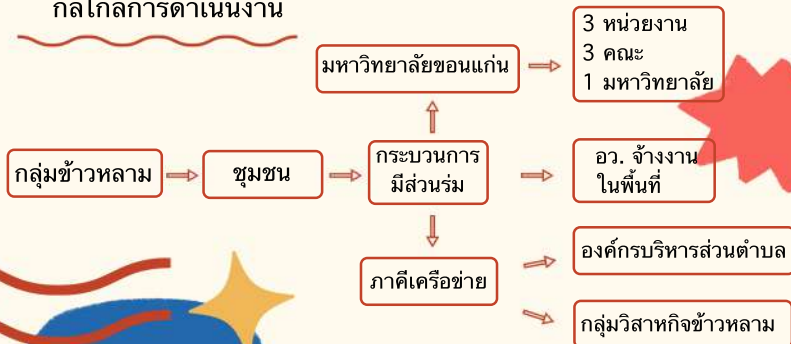 กลไกลการดำเนินงาน
มหาวิทยาลัยขอนแก่น
3 หน่วยงาน
3 คณะ
1 มหาวิทยาลัย
กลุ่มข้าวหลาม
ชุมชน
กระบวนการ
มีส่วนร่ม
อว. จ้างงาน
ในพื้นที่
ภาคีเครือข่าย
องค์กรบริหารส่วนตำบล
กลุ่มวิสาหกิจข้าวหลาม